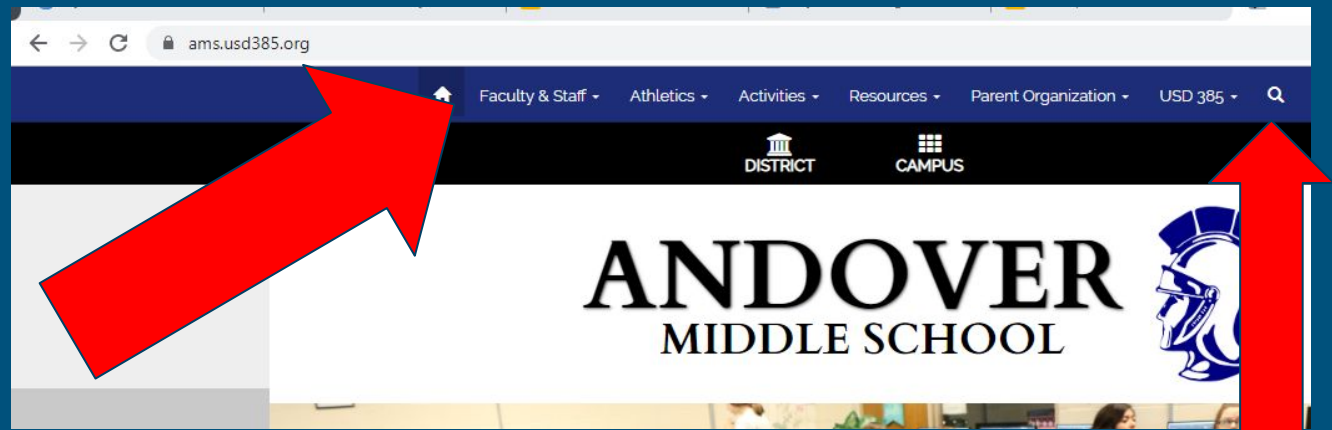 ams.usd385.org
Faculty & Staff Athletics Activities Resources Parent Organization USD 385
DISTRICT CAMPUS
ANDOVER
MIDDLE SCHOOL